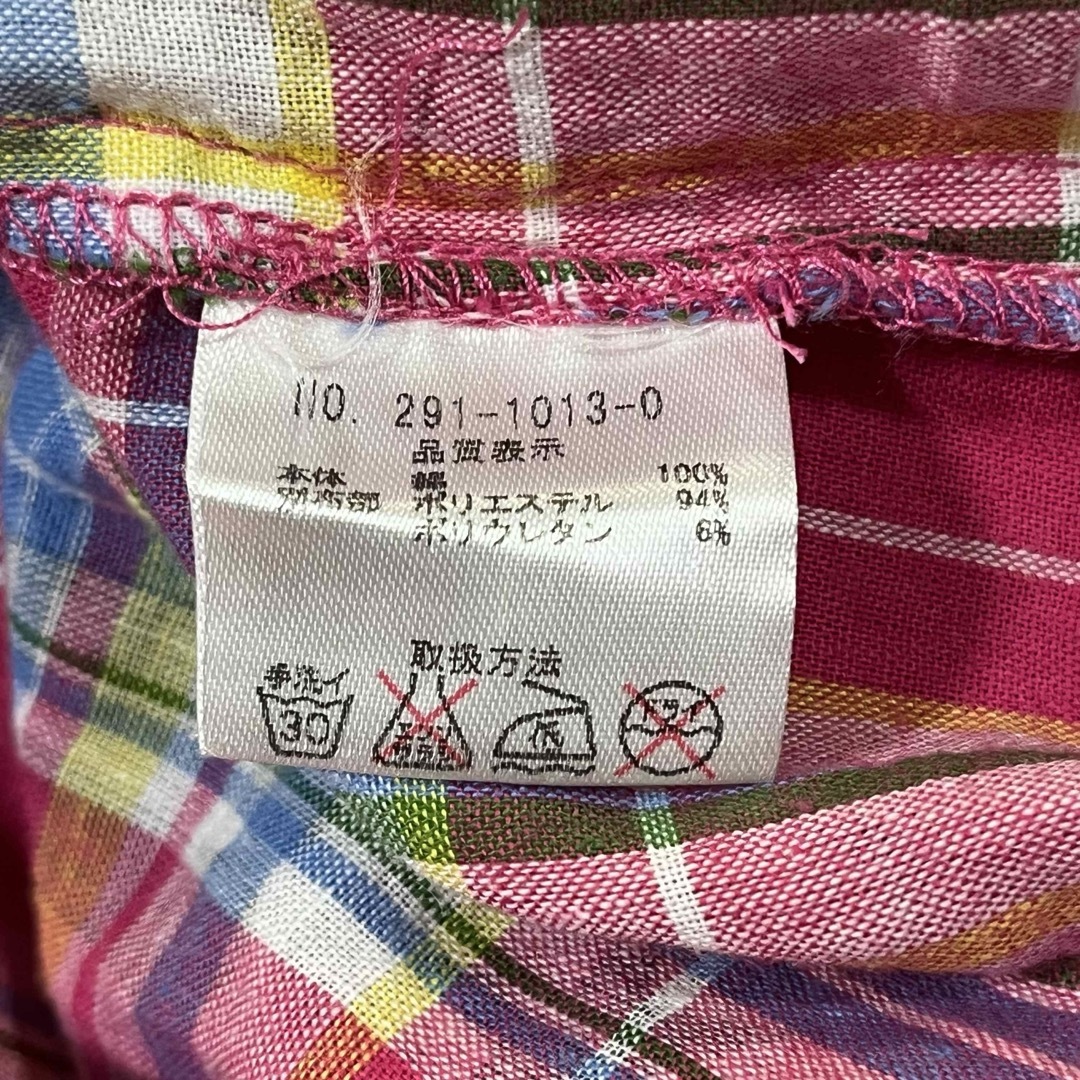 NO. 291-1013-0
品質表示
本体 綿 100%
別布部 ポリエステル 94%
ポリウレタン 6%
取扱方法
手洗イ
30 中